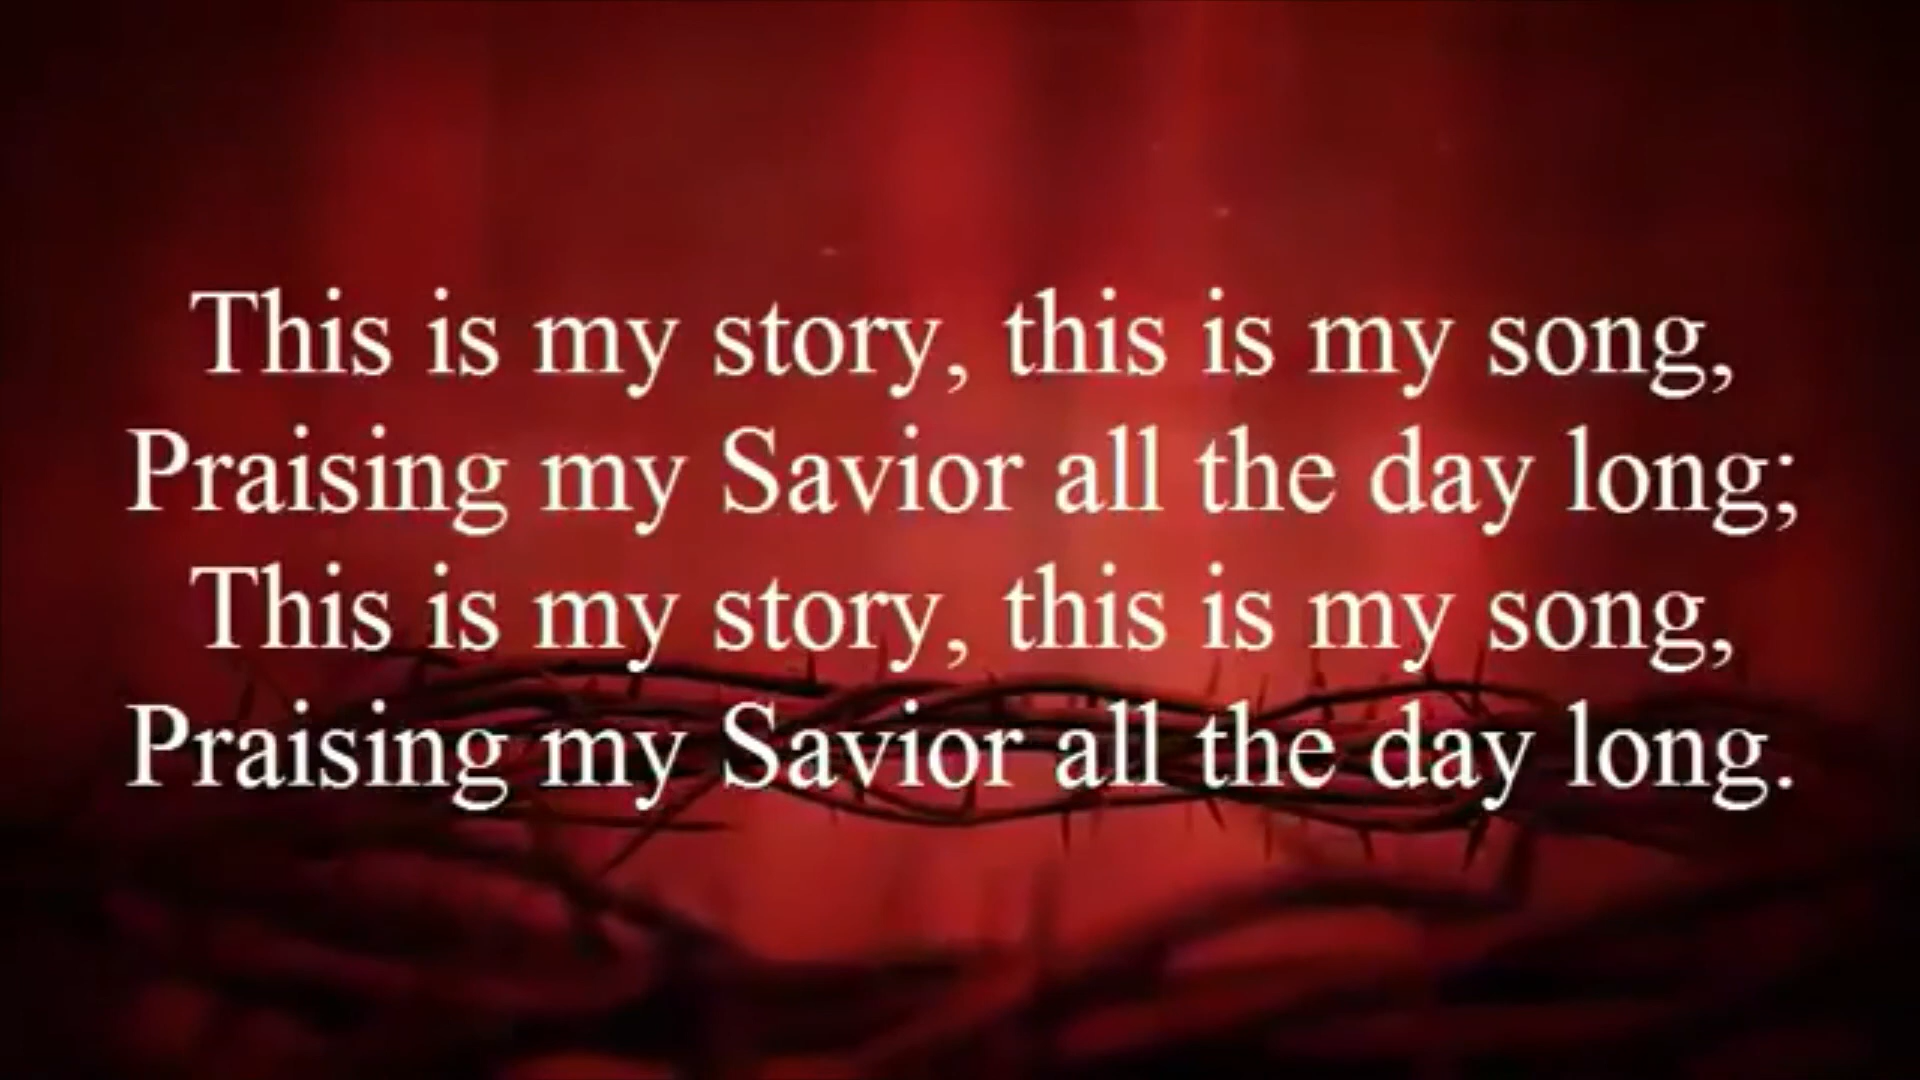 This is my story, this is my song,
Praising my Savior all the day long;
This is my story, this is my song,
Praising my Savior all the day long.